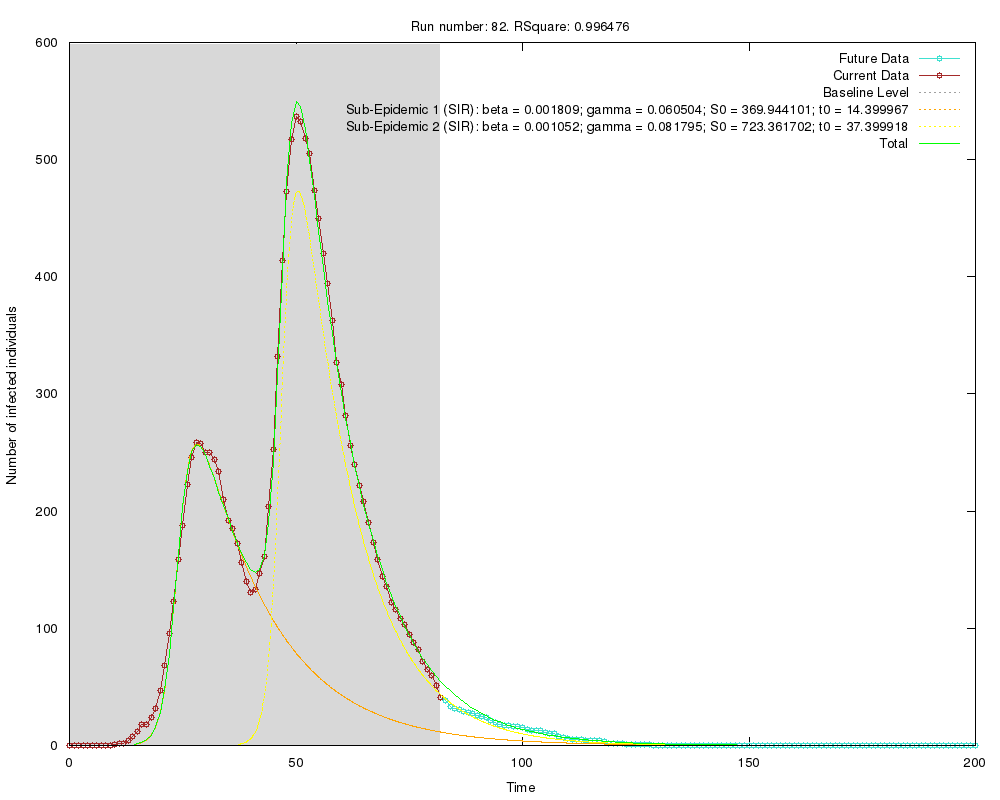 Run number: 82. RSquare: 0.996476
600
500
400
300
200
100
0
Number of infected individuals
Future Data
Current Data
Baseline Level
Sub-Epidemic 1 (SIR): beta = 0.001809; gamma = 0.060504; S0 = 369.944101; t0 = 14.399967
Sub-Epidemic 2 (SIR): beta = 0.001052; gamma = 0.081795; S0 = 723.361702; t0 = 37.399918
Total
0
50
100
150
200
Time